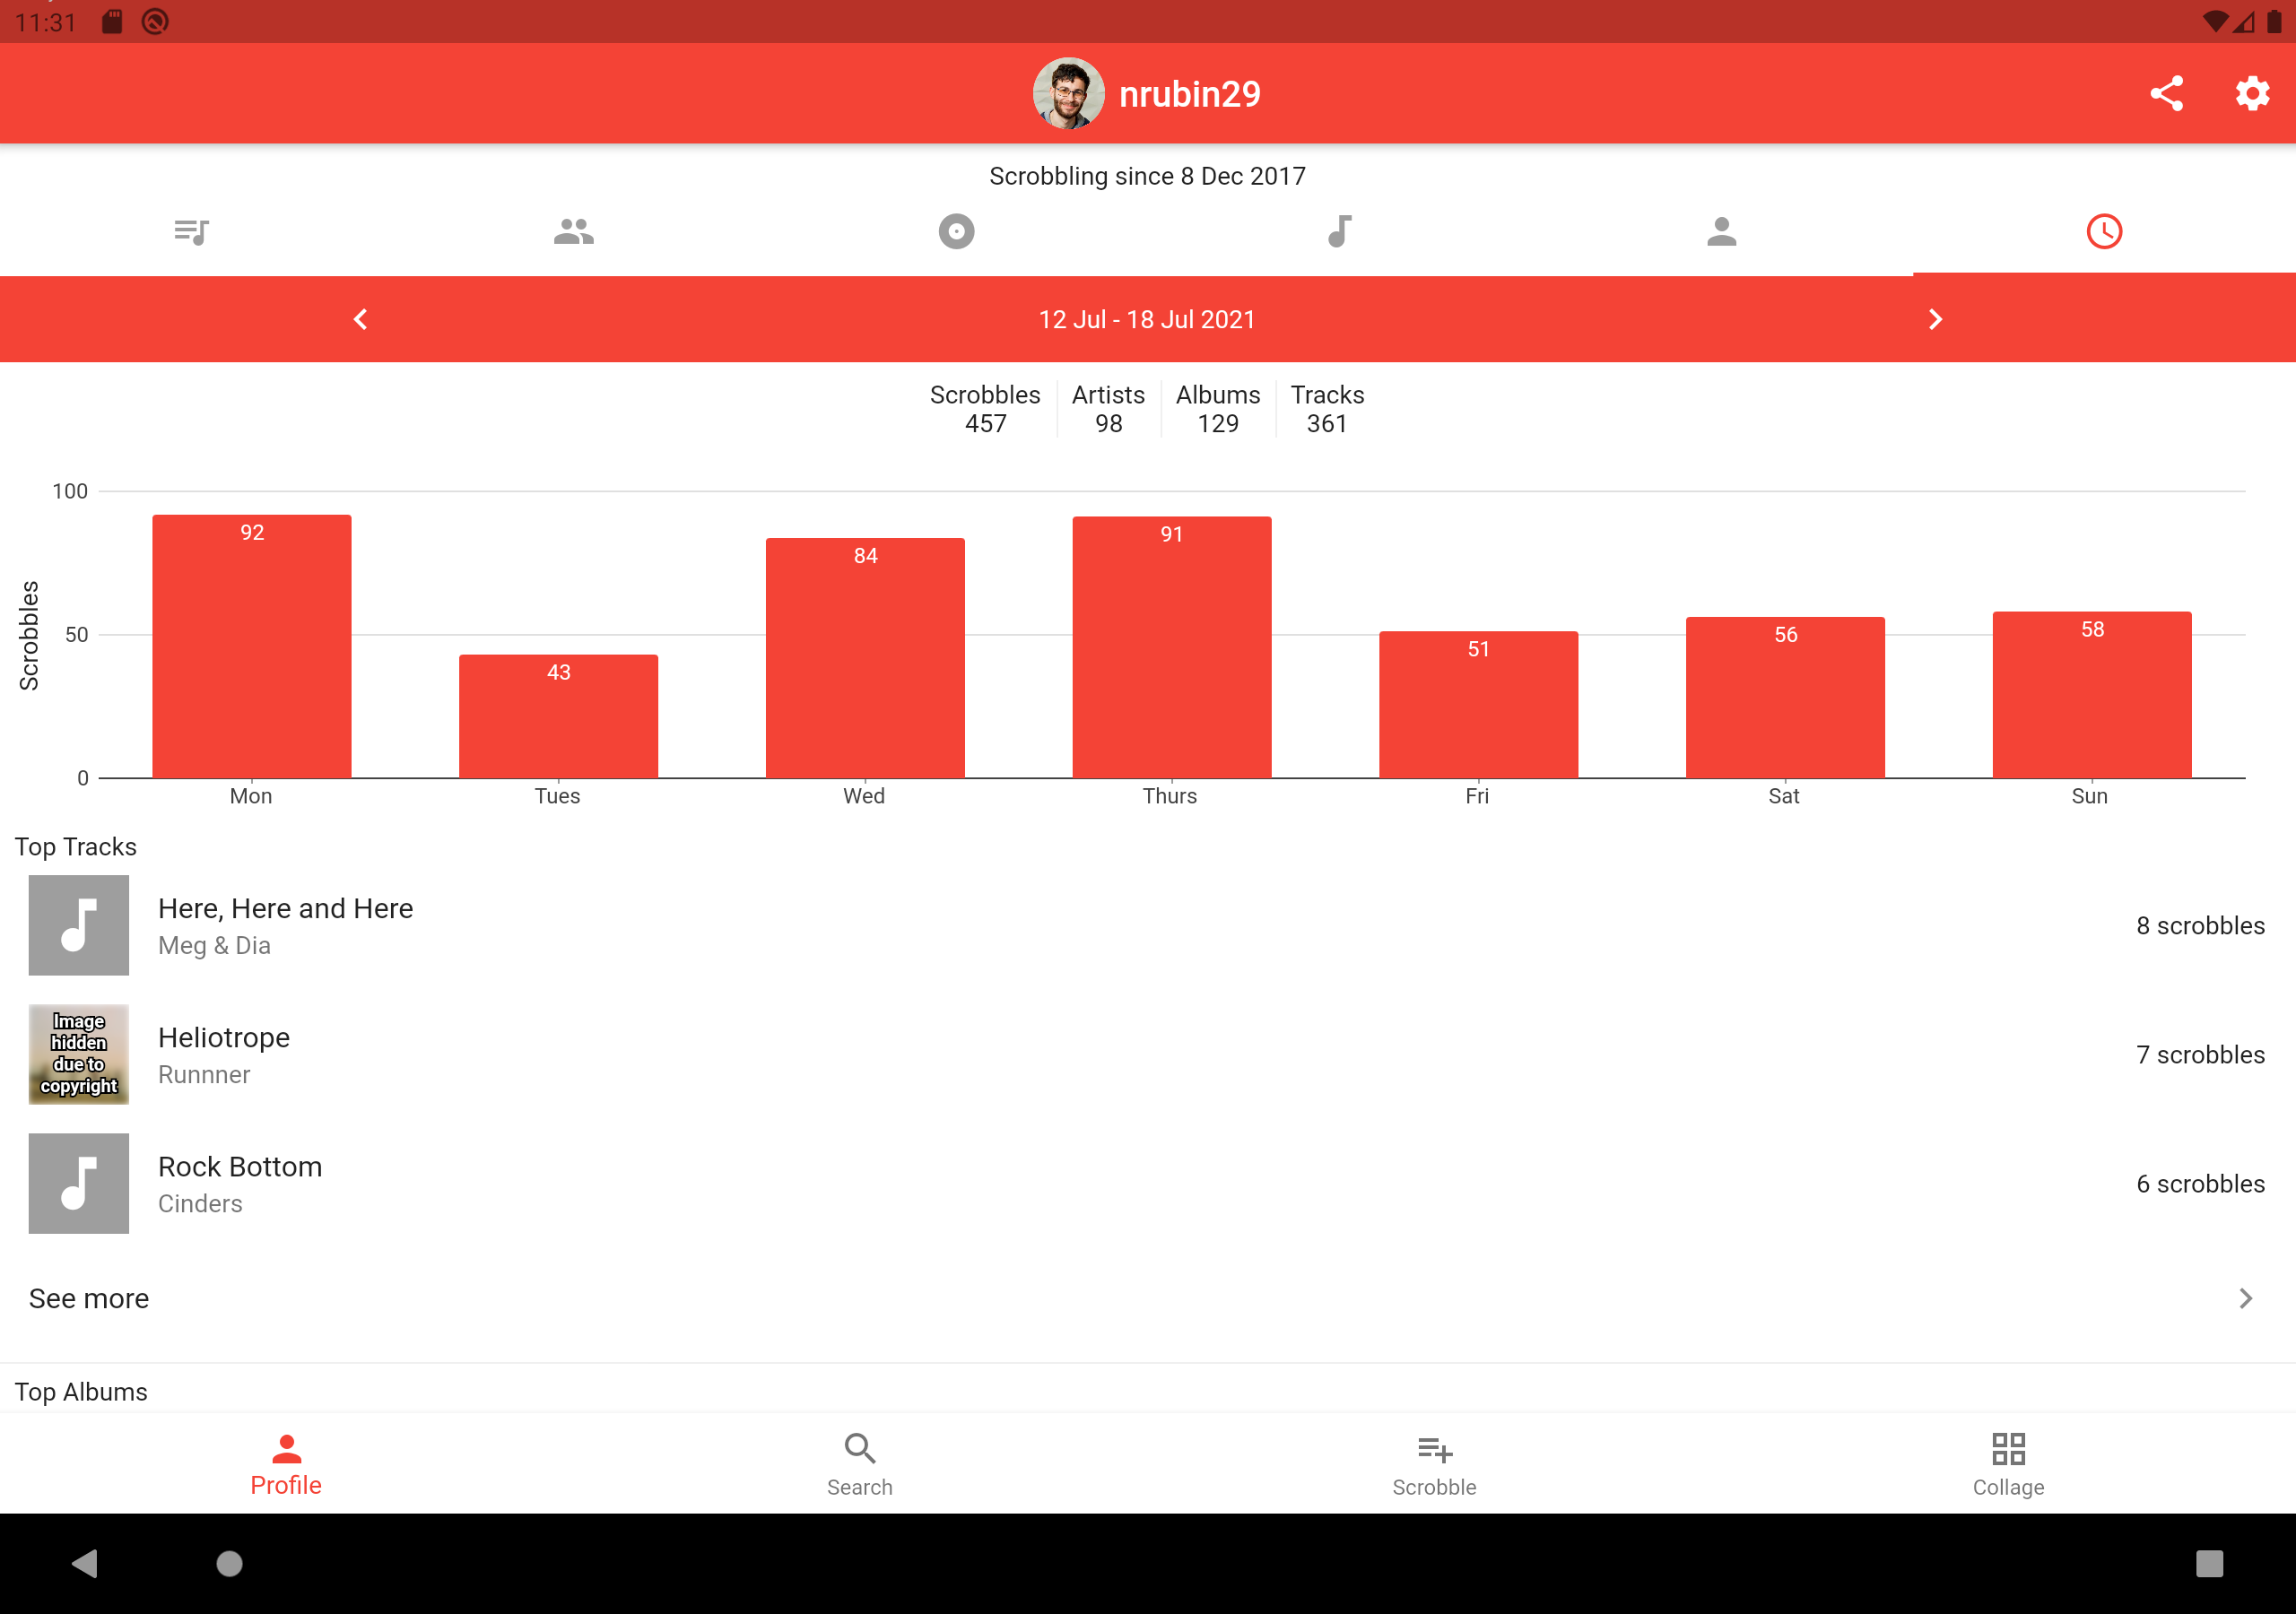 11:31
nrubin29
Scrobbling since 8 Dec 2017
12 Jul - 18 Jul 2021
Scrobbles Artists Albums Tracks
457 98 129 361
Scrobbles
100
50
0
92 43 84 91 51 56 58
Mon Tues Wed Thurs Fri Sat Sun
Top Tracks
Here, Here and Here
Meg & Dia
8 scrobbles
Image
hidden
due to
copyright
Heliotrope
Runnner
7 scrobbles
Rock Bottom
Cinders
6 scrobbles
See more
Top Albums
Profile Search Scrobble Collage